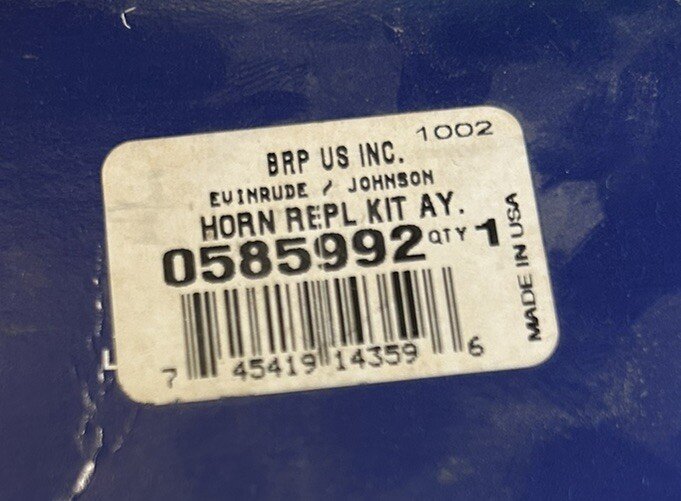 1002
BRP US INC.
EVINRUDE / JOHNSON
HORN REPL KIT AY.
0585992 QTY 1
MADE IN USA
7 45419 14359 6